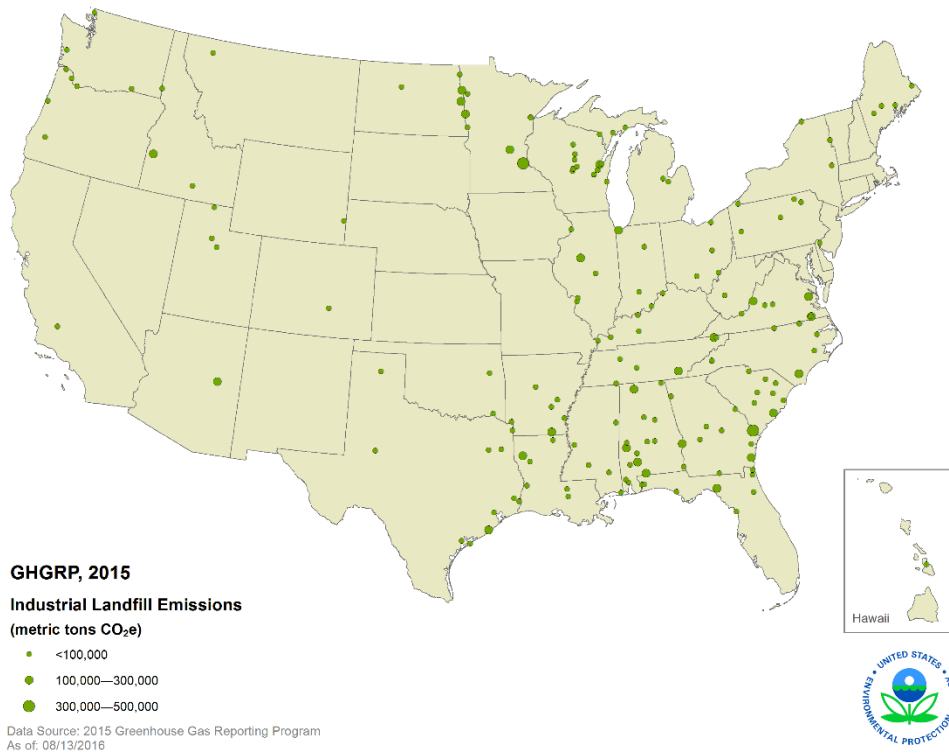 Hawaii
GHGRP, 2015
Industrial Landfill Emissions
(metric tons CO₂e)
<100,000
100,000—300,000
300,000—500,000
Data Source: 2015 Greenhouse Gas Reporting Program
As of: 08/13/2016
UNITED STATES
ENVIRONMENTAL PROTEC